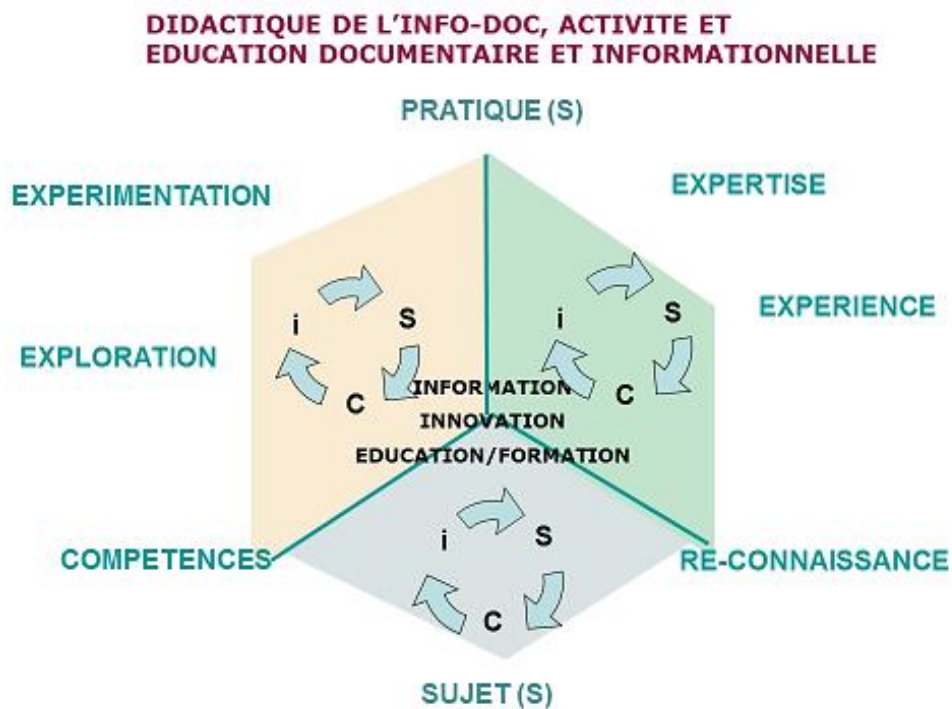 DIDACTIQUE DE L'INFO-DOC, ACTIVITE ET
EDUCATION DOCUMENTAIRE ET INFORMATIONNELLE
PRATIQUE (S)
EXPERIMENTATION
EXPERTISE
i
S
C
i
S
C
EXPERIENCE
EXPLORATION
INFORMATION
INNOVATION
EDUCATION/FORMATION
i
S
C
COMPETENCES
RE-CONNAISSANCE
SUJET (S)